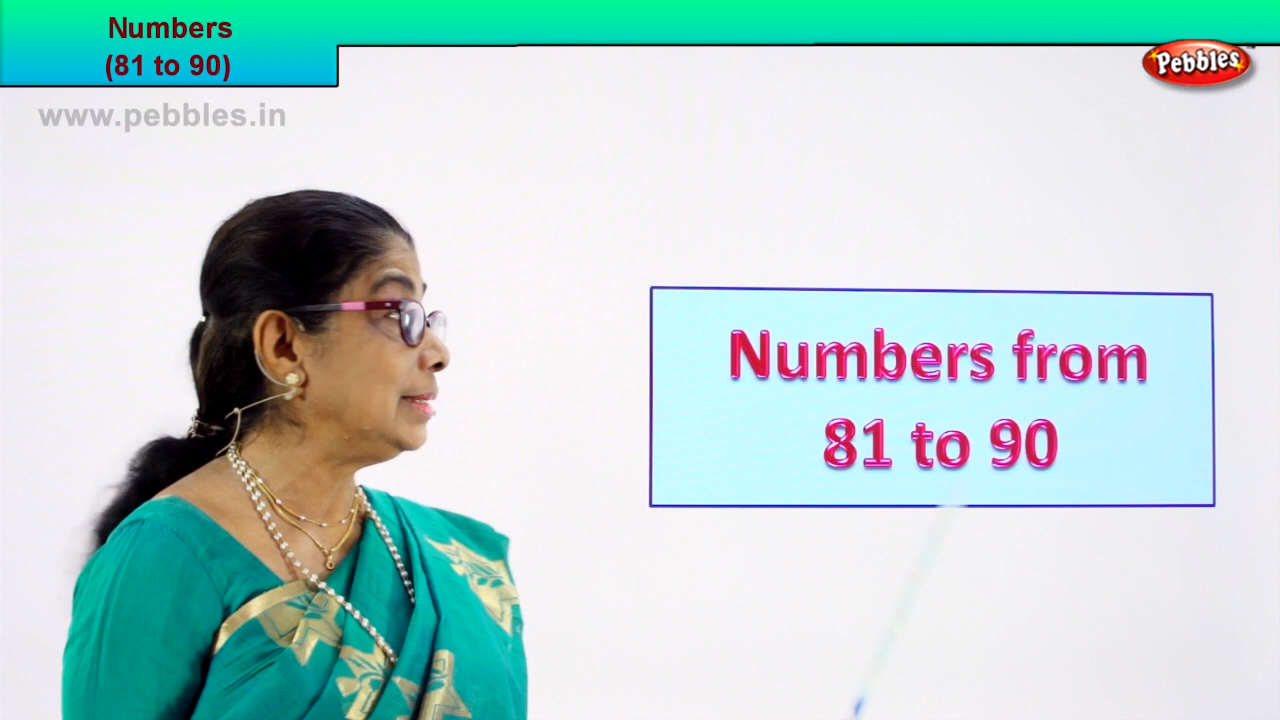 Numbers
(81 to 90)
Pebbles
www.pebbles.in
Numbers from
81 to 90